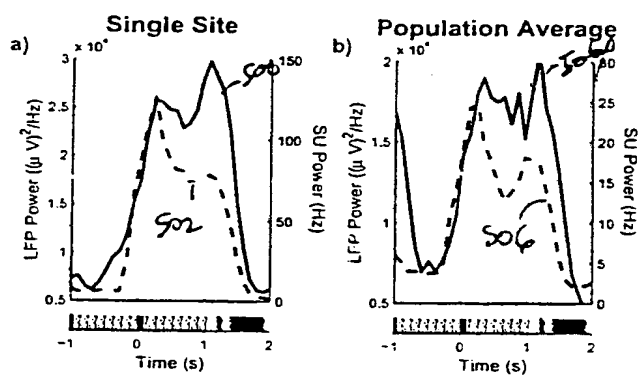 Single Site
Population Average
a)
x 10⁴
b)
x 10⁴
3
2.5
2
1.5
1
0.5
LFP Power ((μ V)²/Hz)
150
100
50
0
SU Power (Hz)
500
502
2
1.5
1
0.5
LFP Power ((μ V)²/Hz)
30
25
20
15
10
5
0
SU Power (Hz)
506
-1 0 1 2
Time (s)
-1 0 1 2
Time (s)